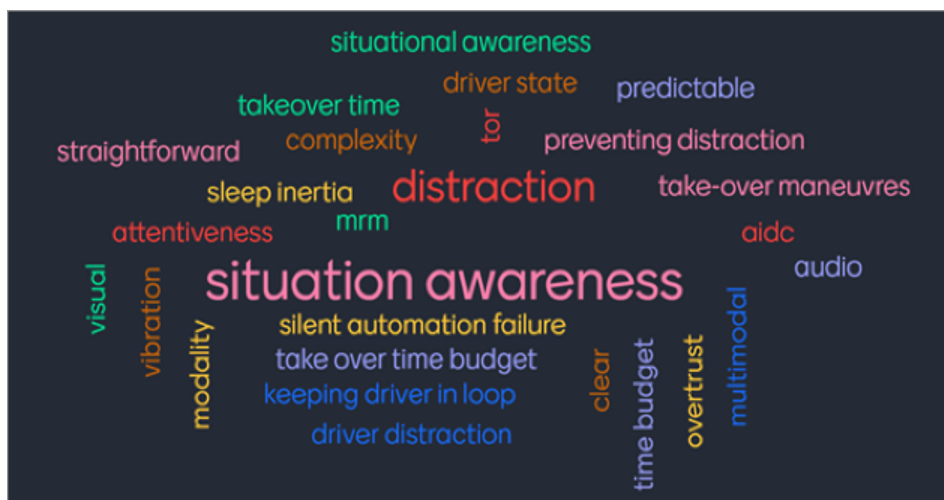 situational awareness
driver state
predictable
takeover time
tor
complexity
preventing distraction
straightforward
sleep inertia
distraction
take-over maneuvres
mrm
attentiveness
aidc
situation awareness
audio
visual
vibration
modality
silent automation failure
take over time budget
keeping driver in loop
driver distraction
clear
time budget
overtrust
multimodal